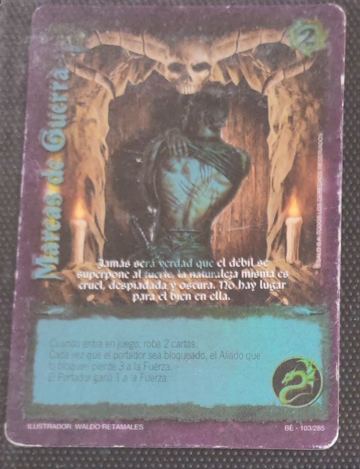 2
Marcas de Guerra
Jamás será verdad que el débil se
superpone al fuerte, la naturaleza misma es
cruel, despiadada y oscura. No hay lugar
para el bien en ella.
Cuando entra en juego, robe 2 cartas.
Cada vez que el portador sea bloqueado, el Aliado que
lo bloqueó pierde 3 a la Fuerza.
El Portador gana 1 a la Fuerza.
ILUSTRADOR: WALDO RETAMALES
BE - 103/285